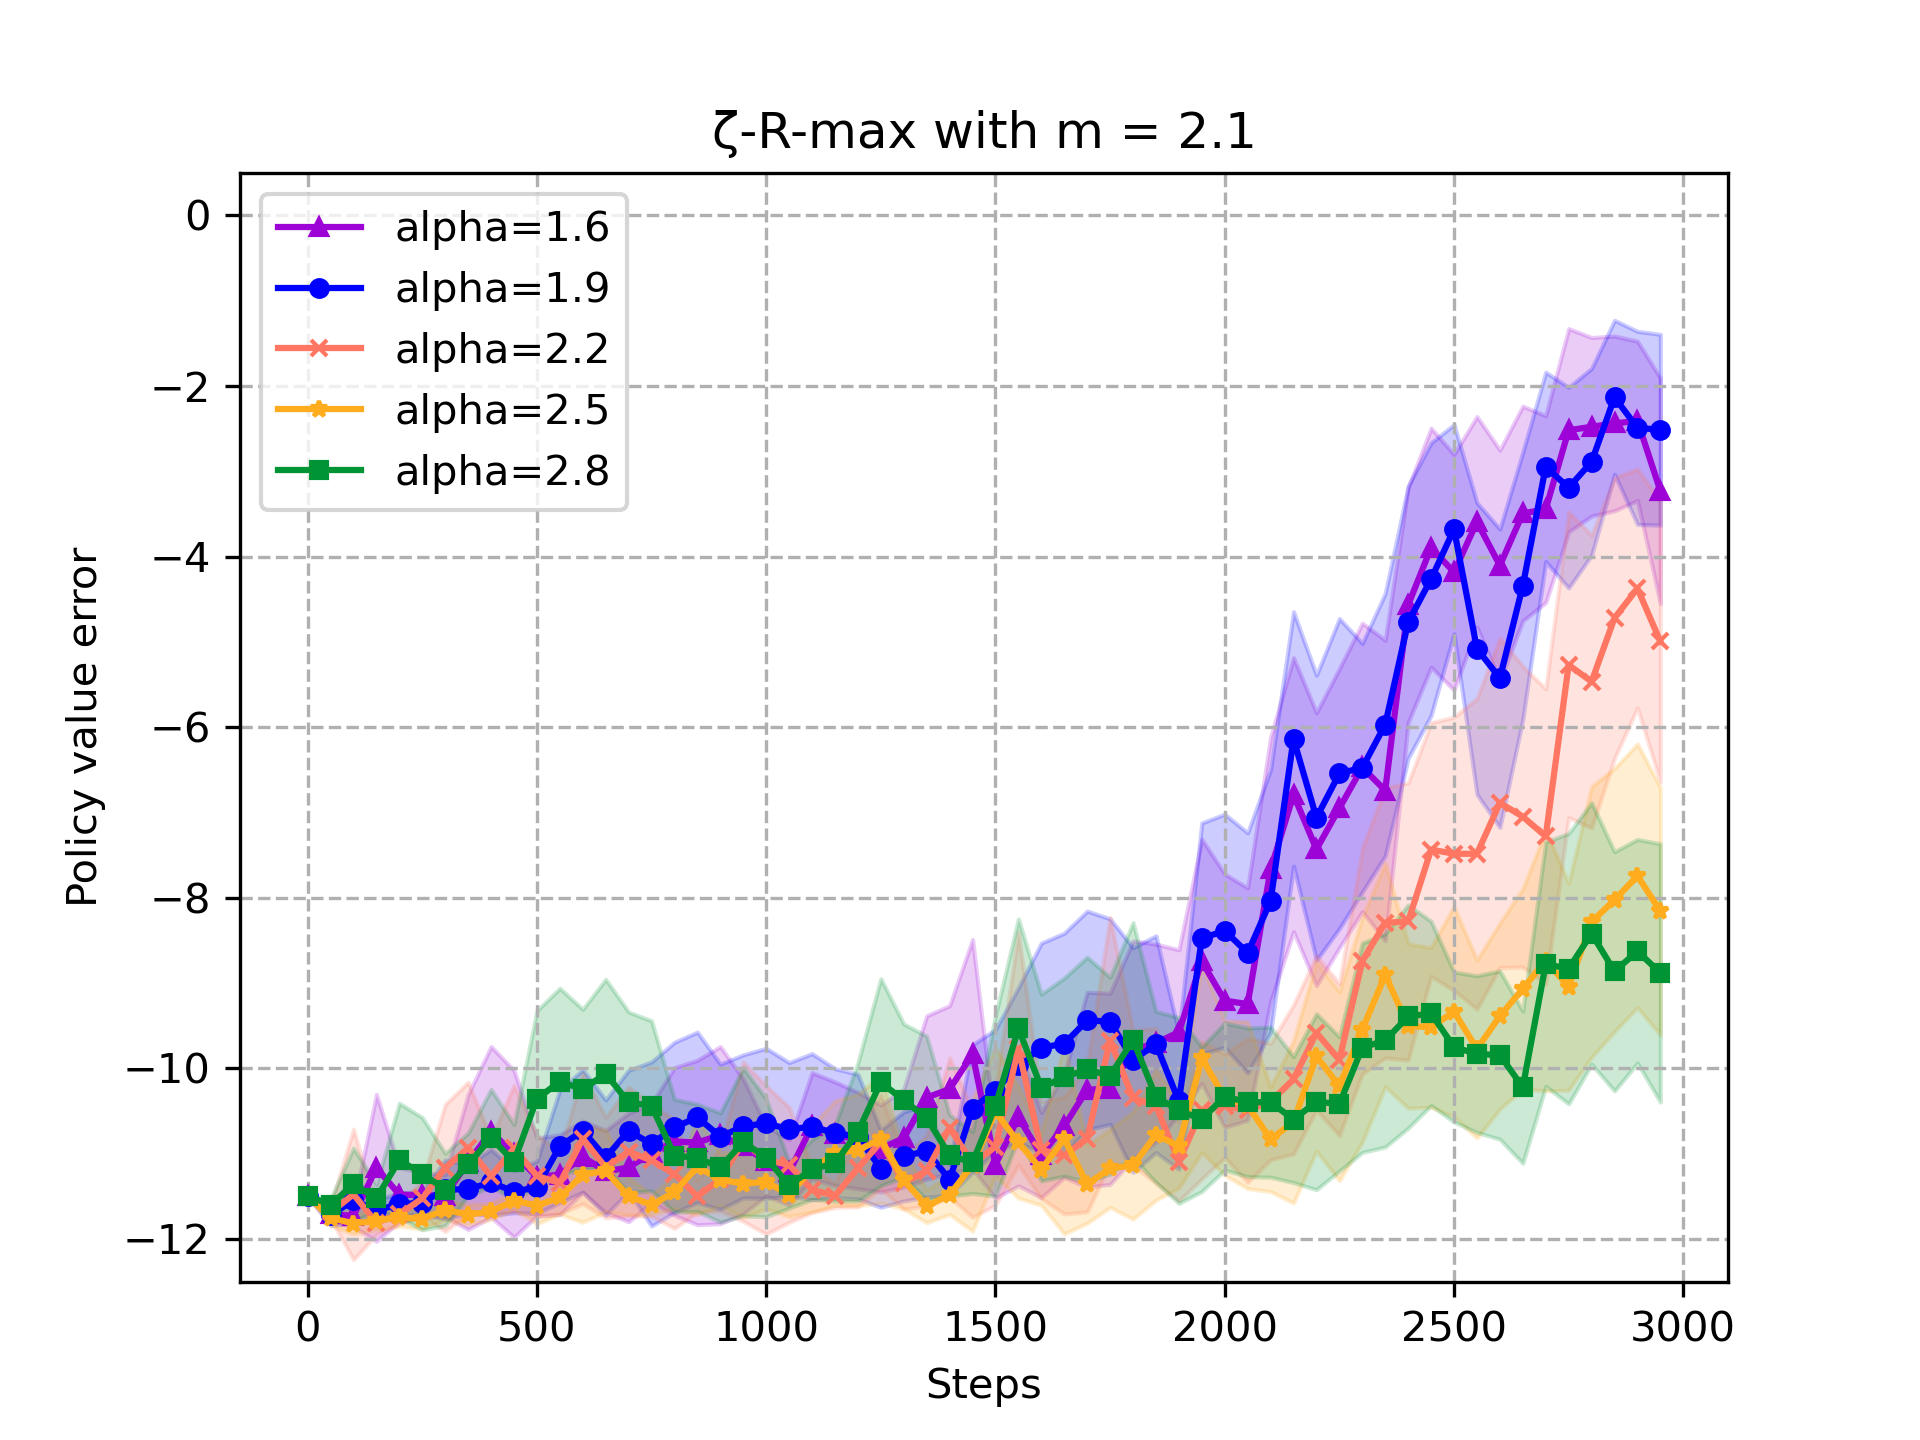 ζ-R-max with m = 2.1
alpha=1.6
alpha=1.9
alpha=2.2
alpha=2.5
alpha=2.8
Policy value error
0
−2
−4
−6
−8
−10
−12
0 500 1000 1500 2000 2500 3000
Steps